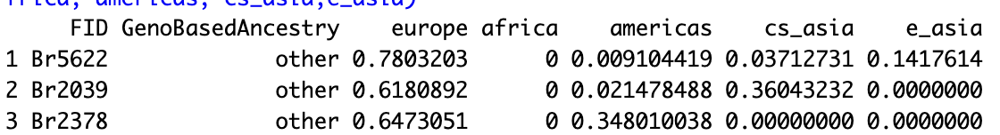 frica, americas, cs_asia,e_asia)
FID GenoBasedAncestry europe africa americas cs_asia e_asia
1 Br5622 other 0.7803203 0 0.009104419 0.03712731 0.1417614
2 Br2039 other 0.6180892 0 0.021478488 0.36043232 0.0000000
3 Br2378 other 0.6473051 0 0.348010038 0.00000000 0.0000000